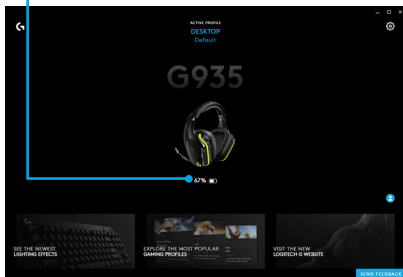 ACTIVE PROFILE
DESKTOP
Default
G935
67%
SEE THE NEWEST
LIGHTING EFFECTS
EXPLORE THE MOST POPULAR
GAMING PROFILES
VISIT THE NEW
LOGITECH G WEBSITE
SEND FEEDBACK